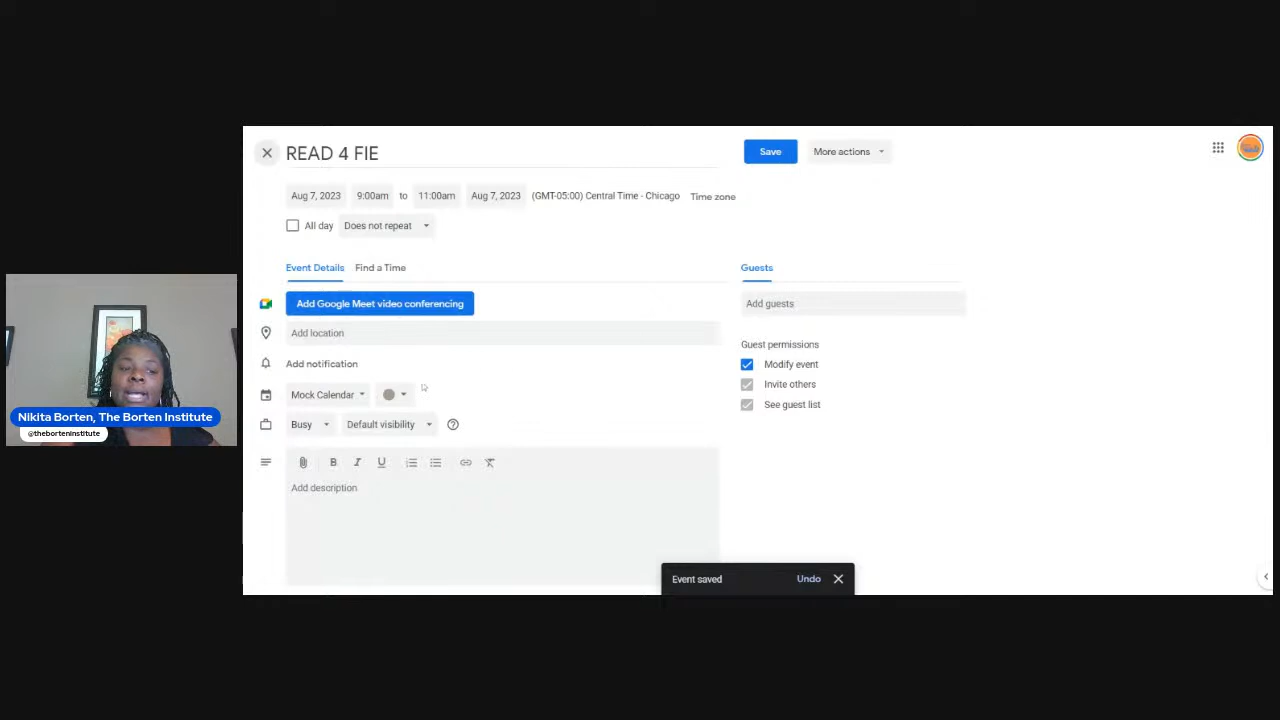 READ 4 FIE
Save
More actions
Aug 7, 2023 9:00am to 11:00am Aug 7, 2023 (GMT-05:00) Central Time - Chicago Time zone
All day Does not repeat
Event Details Find a Time
Guests
Add Google Meet video conferencing
Add guests
Add location
Guest permissions
Add notification
Modify event
Invite others
Mock Calendar
See guest list
Busy Default visibility
B I U
Add description
Event saved Undo
Nikita Borten, The Borten Institute
@theborteninstitute